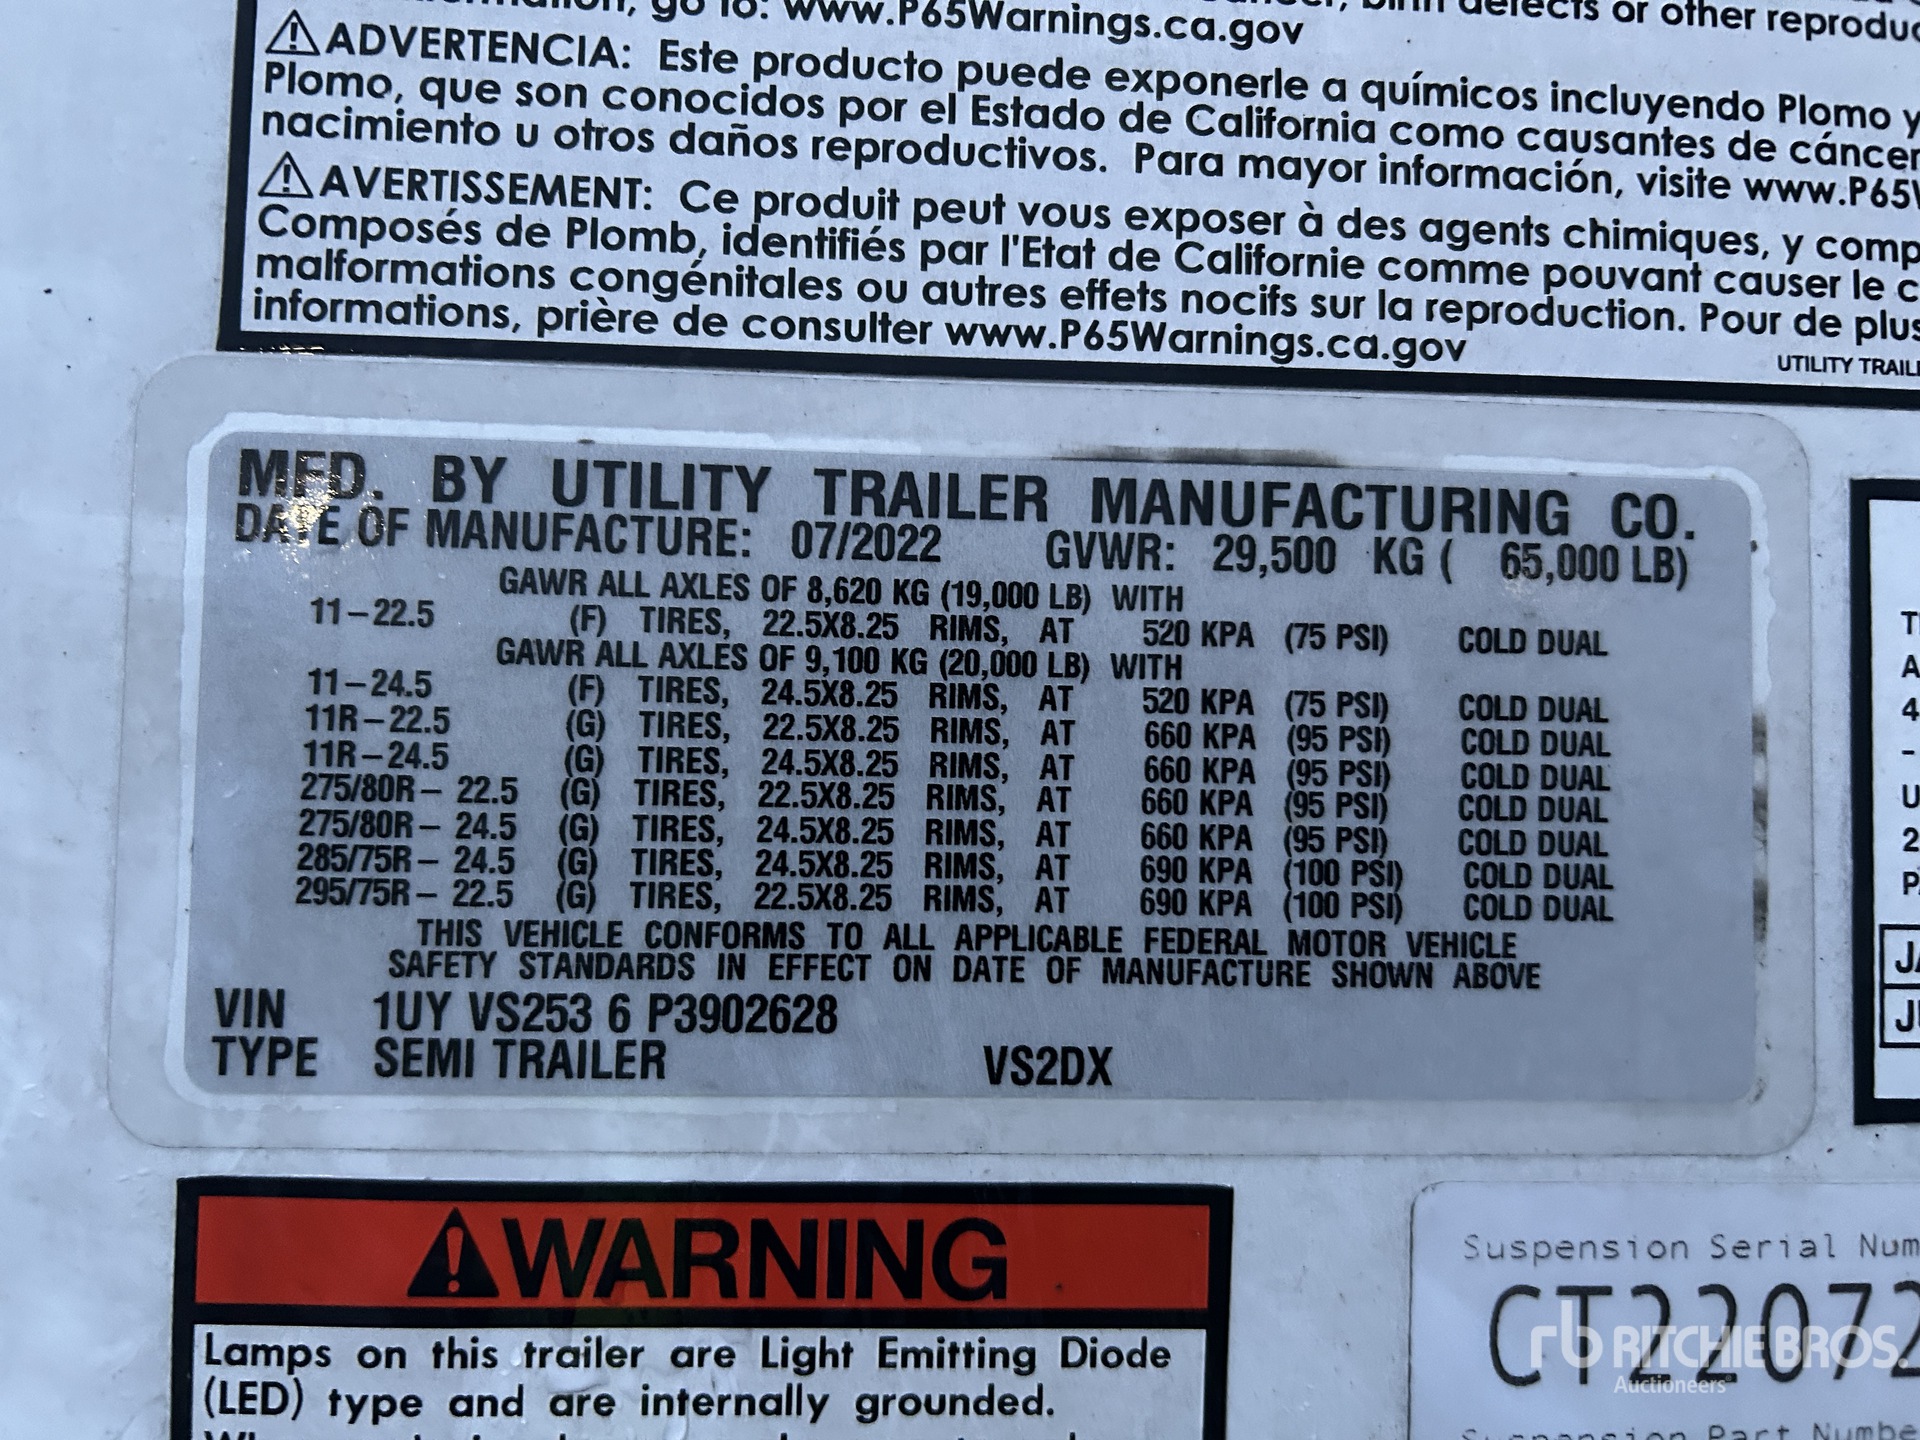 go to: www.P65Warnings.ca.gov
defects or other
⚠ADVERTENCIA: Este producto puede exponerle a químicos incluyendo Plomo y
Plomo, que son conocidos por el Estado de California como causantes de cáncer
nacimiento u otros daños reproductivos. Para mayor información, visite www.P65
⚠AVERTISSEMENT: Ce produit peut vous exposer à des agents chimiques, y comp
Composés de Plomb, identifiés par l'Etat de Californie comme pouvant causer le c
malformations congénitales ou autres effets nocifs sur la reproduction. Pour de plus
informations, prière de consulter www.P65Warnings.ca.gov
UTILITY TRAILE
MFD. BY UTILITY TRAILER MANUFACTURING CO.
DATE OF MANUFACTURE: 07/2022 GVWR: 29,500 KG ( 65,000 LB)
GAWR ALL AXLES OF 8,620 KG (19,000 LB) WITH
11-22.5 (F) TIRES, 22.5X8.25 RIMS, AT 520 KPA (75 PSI) COLD DUAL
GAWR ALL AXLES OF 9,100 KG (20,000 LB) WITH
11-24.5 (F) TIRES, 24.5X8.25 RIMS, AT 520 KPA (75 PSI) COLD DUAL
11R-22.5 (G) TIRES, 22.5X8.25 RIMS, AT 660 KPA (95 PSI) COLD DUAL
11R-24.5 (G) TIRES, 24.5X8.25 RIMS, AT 660 KPA (95 PSI) COLD DUAL
275/80R- 22.5 (G) TIRES, 22.5X8.25 RIMS, AT 660 KPA (95 PSI) COLD DUAL
275/80R- 24.5 (G) TIRES, 24.5X8.25 RIMS, AT 660 KPA (95 PSI) COLD DUAL
285/75R- 24.5 (G) TIRES, 24.5X8.25 RIMS, AT 690 KPA (100 PSI) COLD DUAL
295/75R- 22.5 (G) TIRES, 22.5X8.25 RIMS, AT 690 KPA (100 PSI) COLD DUAL
THIS VEHICLE CONFORMS TO ALL APPLICABLE FEDERAL MOTOR VEHICLE
SAFETY STANDARDS IN EFFECT ON DATE OF MANUFACTURE SHOWN ABOVE
VIN 1UY VS253 6 P3902628
TYPE SEMI TRAILER VS2DX
⚠WARNING
Lamps on this trailer are Light Emitting Diode
(LED) type and are internally grounded.
Suspension Serial Num
CT22072
Suspension Part Numbe
rb RITCHIE BROS.
Auctioneers